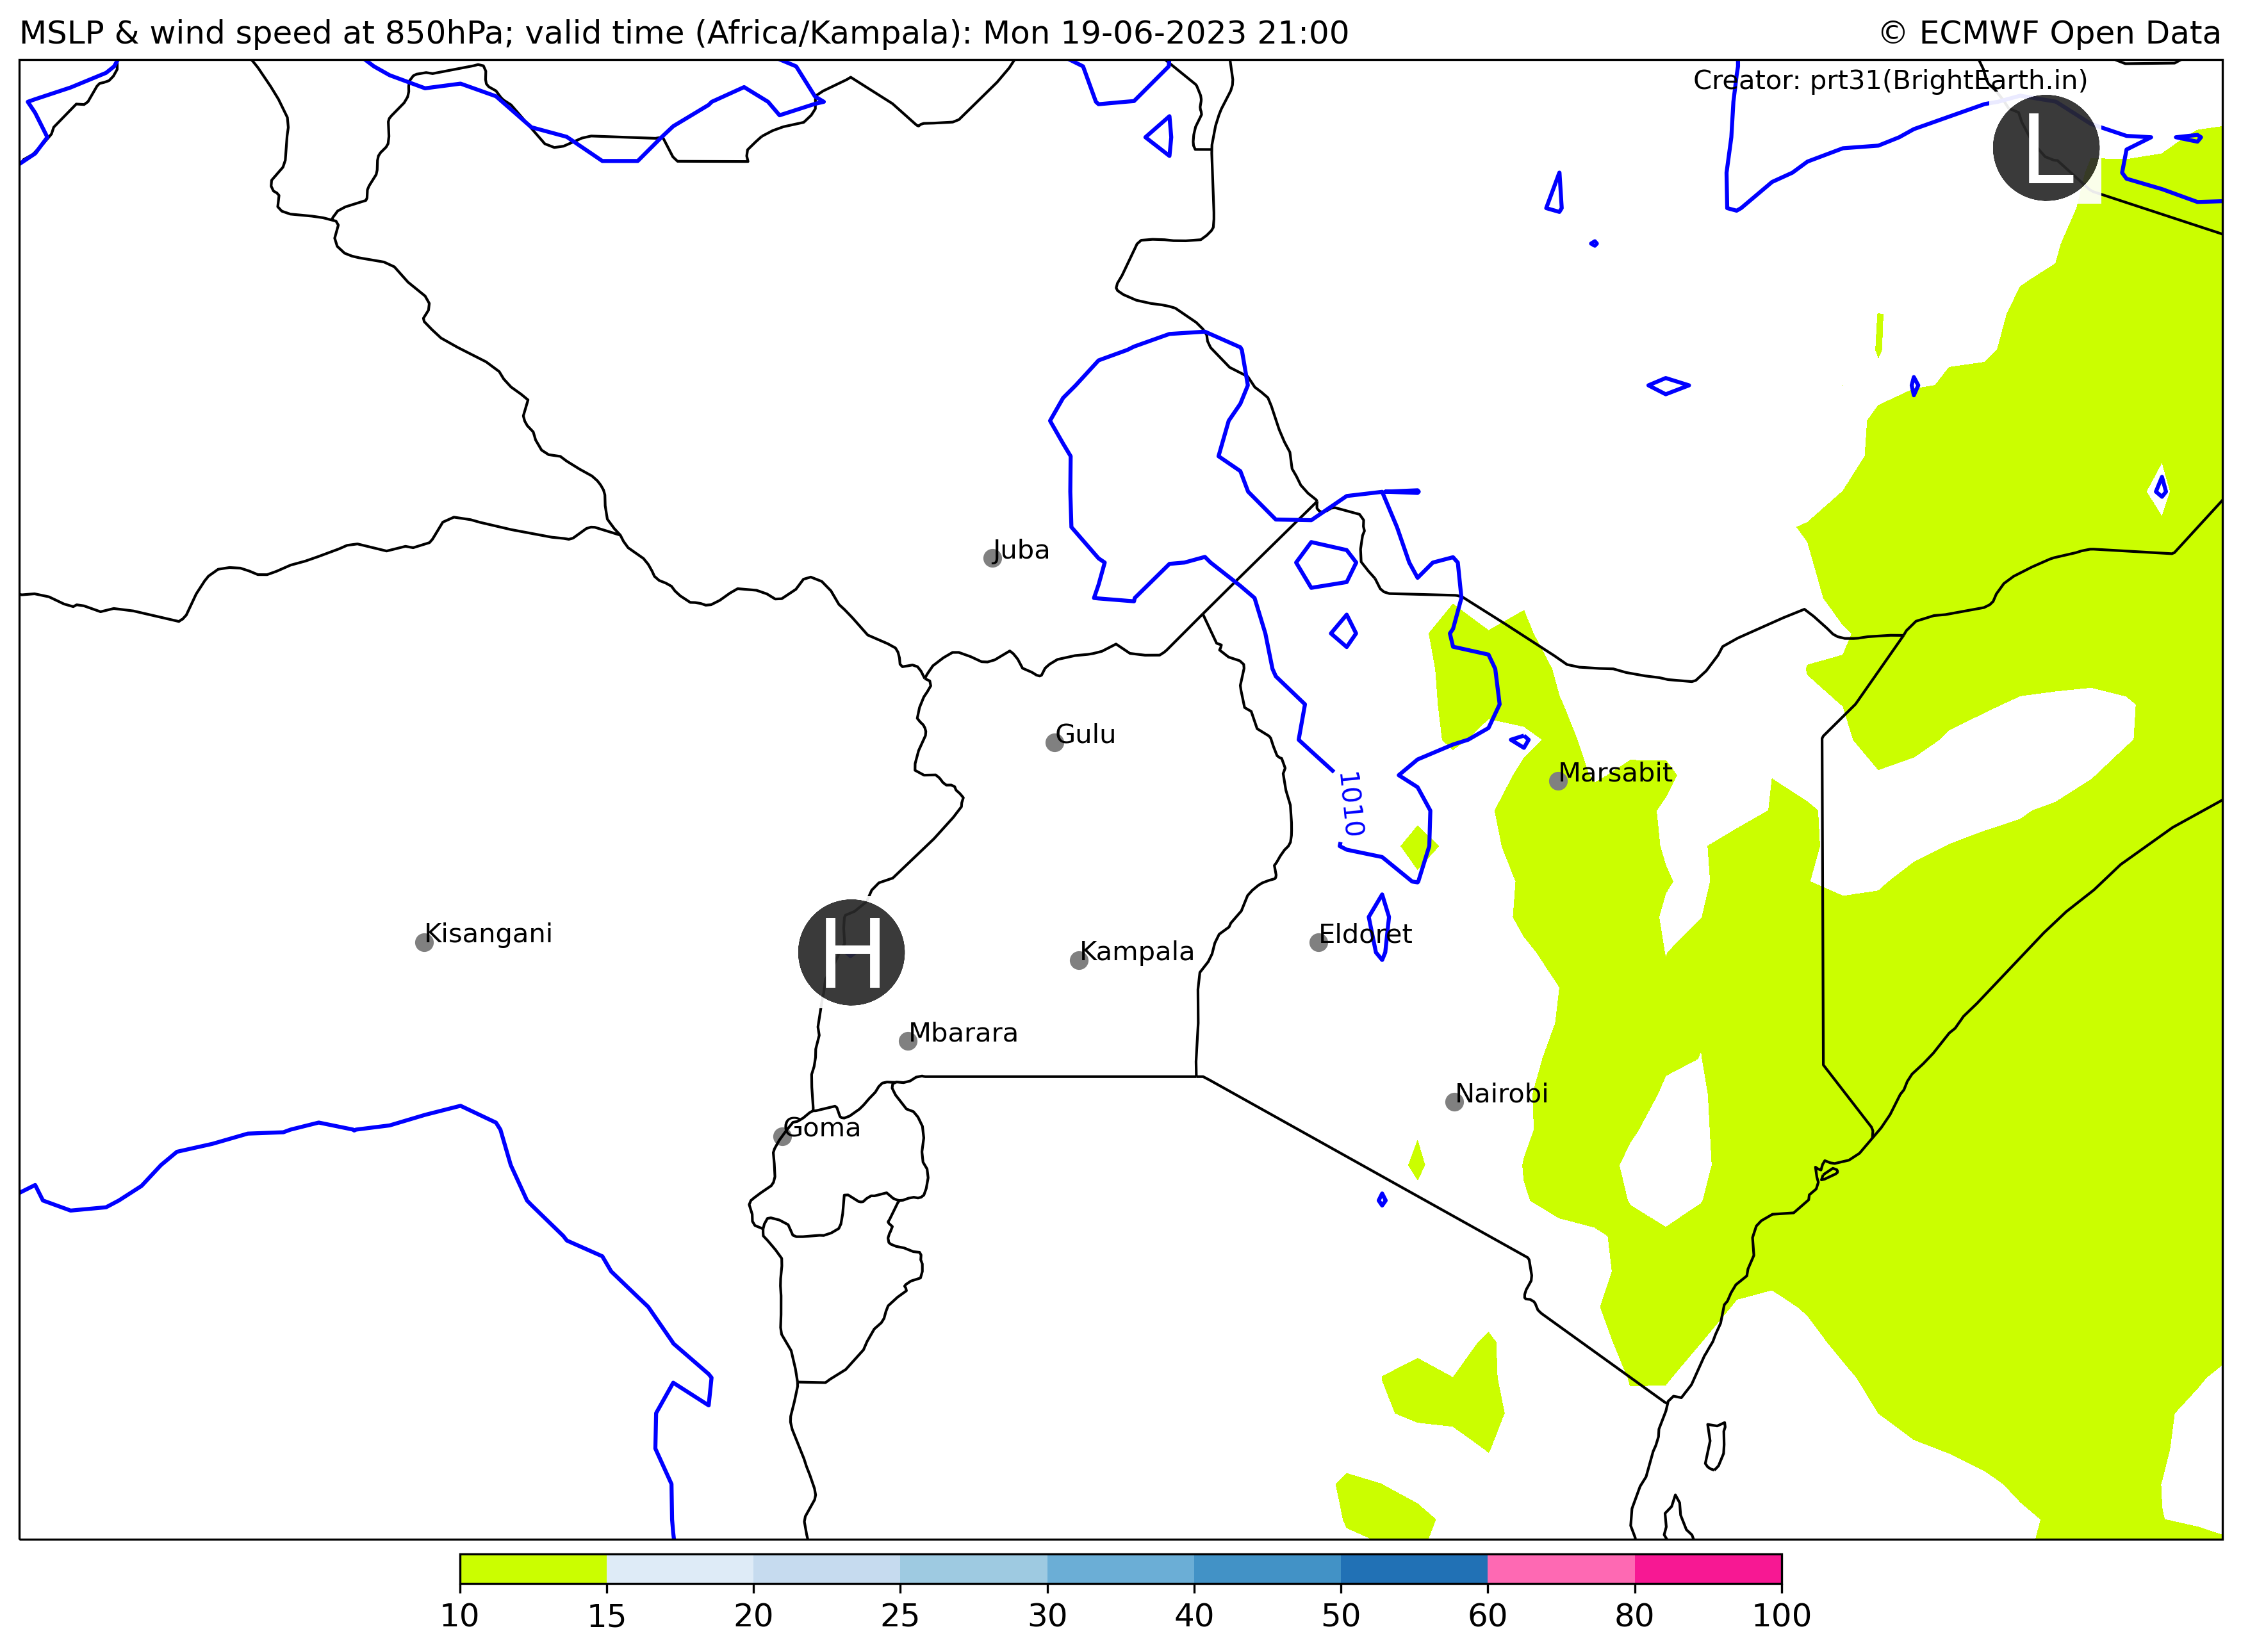 MSLP & wind speed at 850hPa; valid time (Africa/Kampala): Mon 19-06-2023 21:00
© ECMWF Open Data
Creator: prt31(BrightEarth.in)
L
Juba
Gulu
Marsabit
1010
Kisangani
H
Kampala
Eldoret
Mbarara
Nairobi
Goma
10 15 20 25 30 40 50 60 80 100